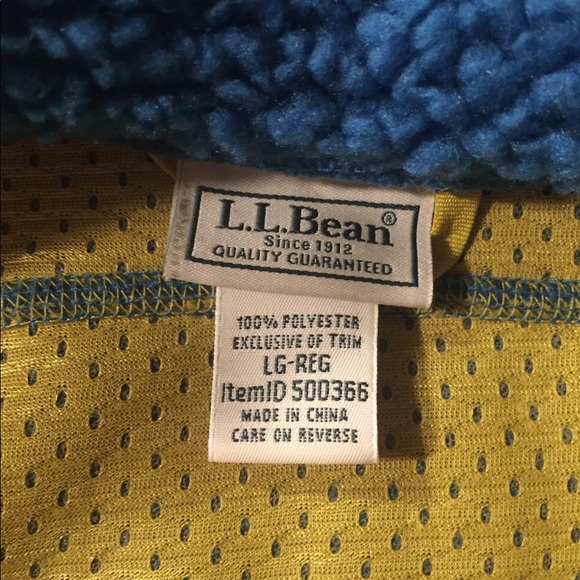 L.L.Bean®
Since 1912
QUALITY GUARANTEED
100% POLYESTER
EXCLUSIVE OF TRIM
LG-REG
ItemID 500366
MADE IN CHINA
CARE ON REVERSE